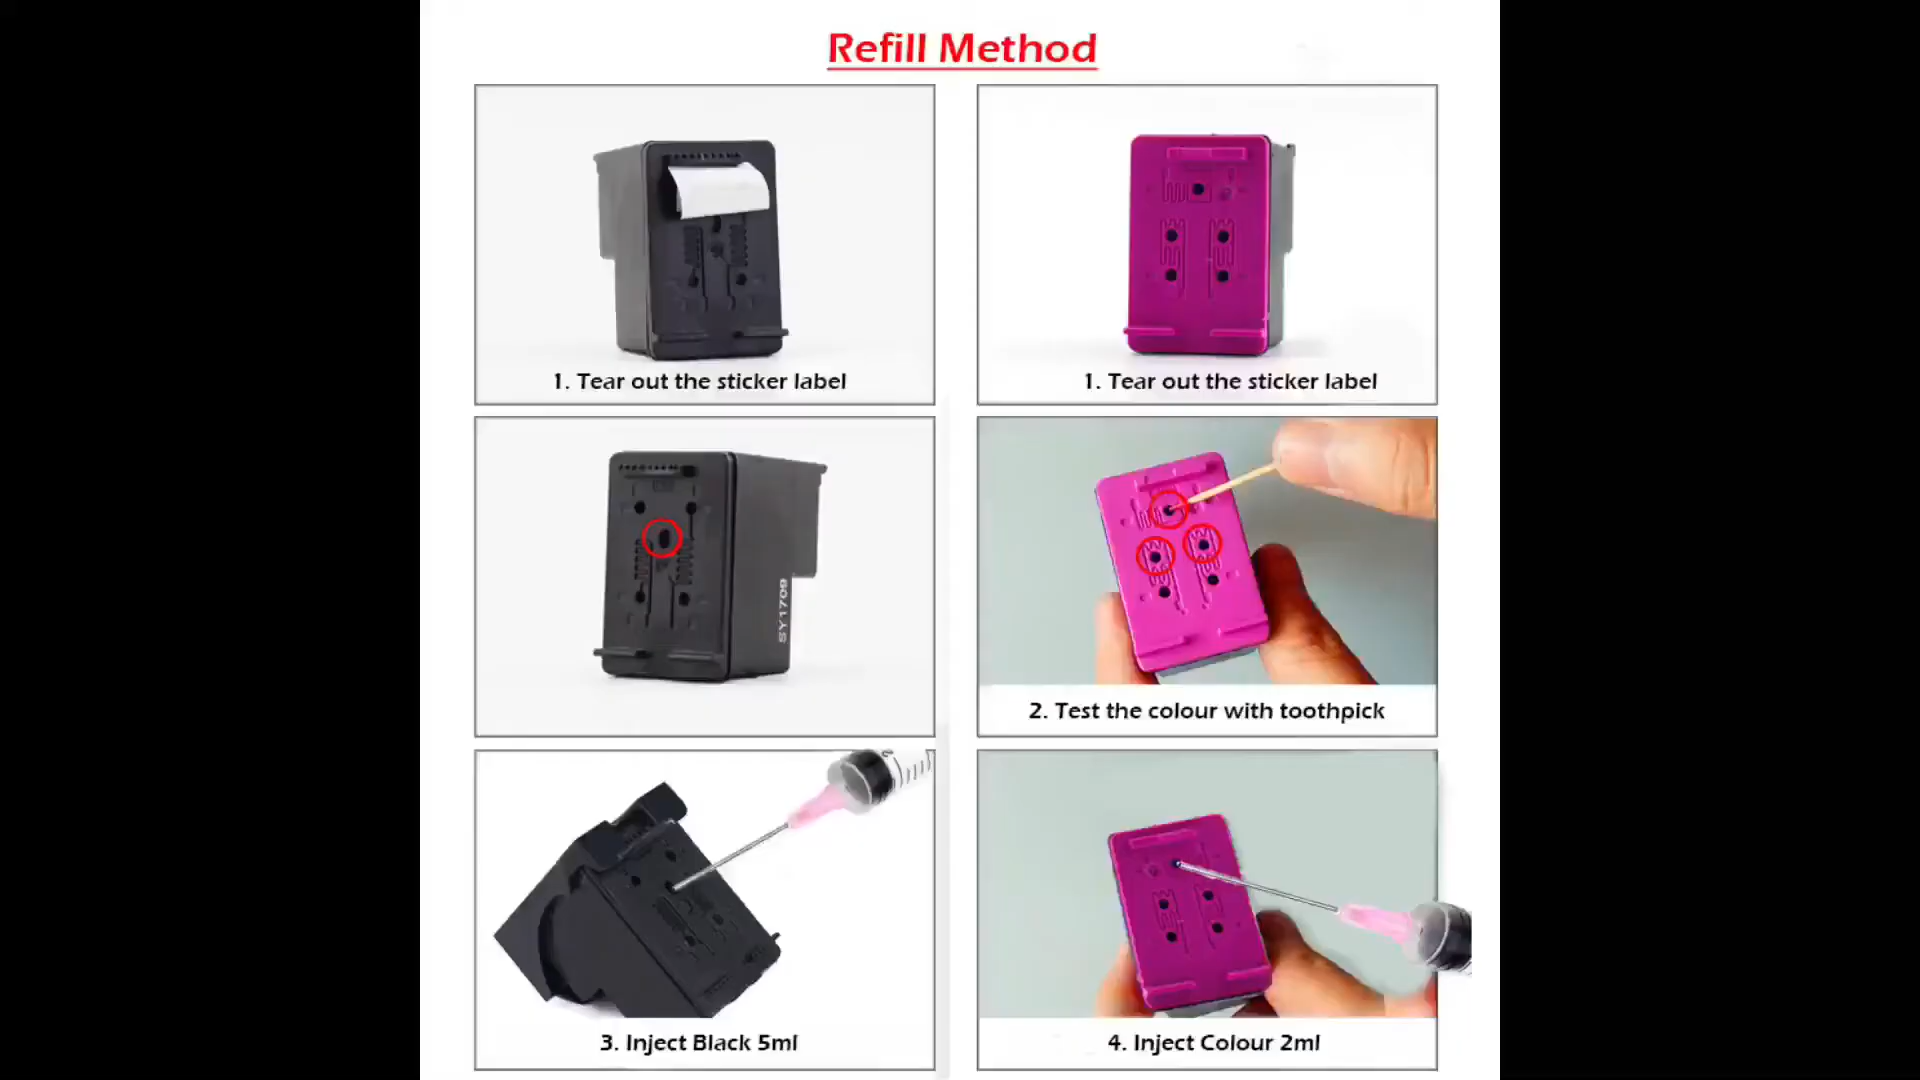 Refill Method
1. Tear out the sticker label
1. Tear out the sticker label
SY1709
2. Test the colour with toothpick
3. Inject Black 5ml
4. Inject Colour 2ml